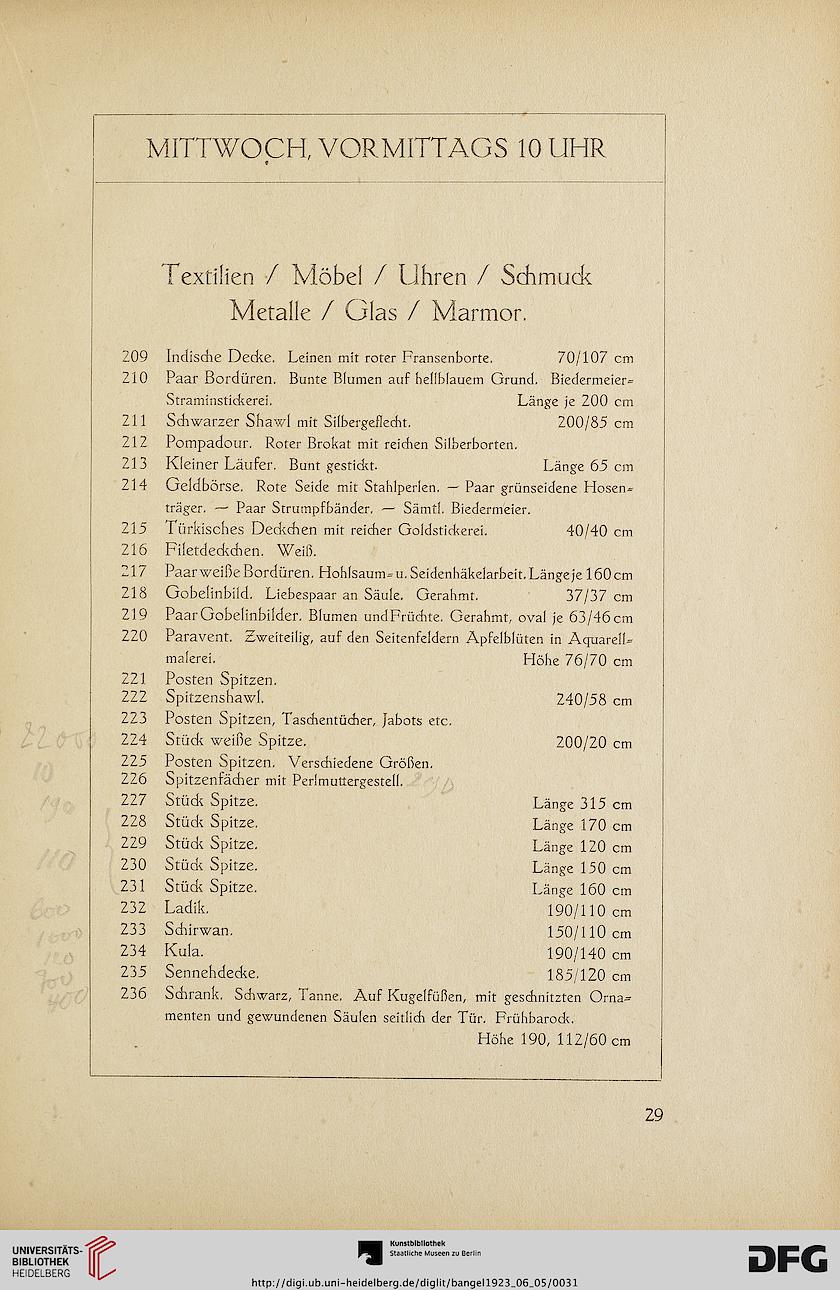 MITTWOCH, VORMITTAGS 10 UHR
Textilien / Möbel / Uhren / Schmuck
Metalle / Glas / Marmor.
209 Indische Decke. Leinen mit roter Fransenborte. 70/107 cm
210 Paar Bordüren. Bunte Blumen auf hellblauem Grund. Biedermeier-
Straminstickerei. Länge je 200 cm
211 Schwarzer Shawl mit Silbergeflecht. 200/85 cm
212 Pompadour. Roter Brokat mit reichen Silberborten.
213 Kleiner Läufer. Bunt gestickt. Länge 65 cm
214 Geldbörse. Rote Seide mit Stahlperlen. — Paar grünseidene Hosen-
träger. — Paar Strumpfbänder. — Sämtl. Biedermeier.
215 Türkisches Deckchen mit reicher Goldstickerei. 40/40 cm
216 Filetdeckchen. Weiß.
217 Paar weiße Bordüren. Hohlsaum- u. Seidenhäkelarbeit. Länge je 160 cm
218 Gobelinbild. Liebespaar an Säule. Gerahmt. 37/37 cm
219 Paar Gobelinbilder. Blumen und Früchte. Gerahmt, oval je 63/46 cm
220 Paravent. Zweiteilig, auf den Seitenfeldern Apfelblüten in Aquarell-
malerei. Höhe 76/70 cm
221 Posten Spitzen.
222 Spitzenshawl. 240/58 cm
223 Posten Spitzen, Taschentücher, Jabots etc.
22000
224 Stück weiße Spitze. 200/20 cm
225 Posten Spitzen. Verschiedene Größen.
10
226 Spitzenfächer mit Perlmuttergestell.
190
227 Stück Spitze. Länge 315 cm
228 Stück Spitze. Länge 170 cm
229 Stück Spitze. Länge 120 cm
110
230 Stück Spitze. Länge 150 cm
231 Stück Spitze. Länge 160 cm
600
232 Ladik. 190/110 cm
1000
233 Schirwan. 150/110 cm
120
234 Kula. 190/140 cm
700
235 Sennehdecke. 185/120 cm
400
236 Schrank. Schwarz, Tanne. Auf Kugelfüßen, mit geschnitzten Orna-
menten und gewundenen Säulen seitlich der Tür. Frühbarock.
Höhe 190, 112/60 cm
29
UNIVERSITÄTS-
BIBLIOTHEK
HEIDELBERG
Kunstbibliothek
Staatliche Museen zu Berlin
DFG
http://digi.ub.uni-heidelberg.de/diglit/bangel1923_06_05/0031